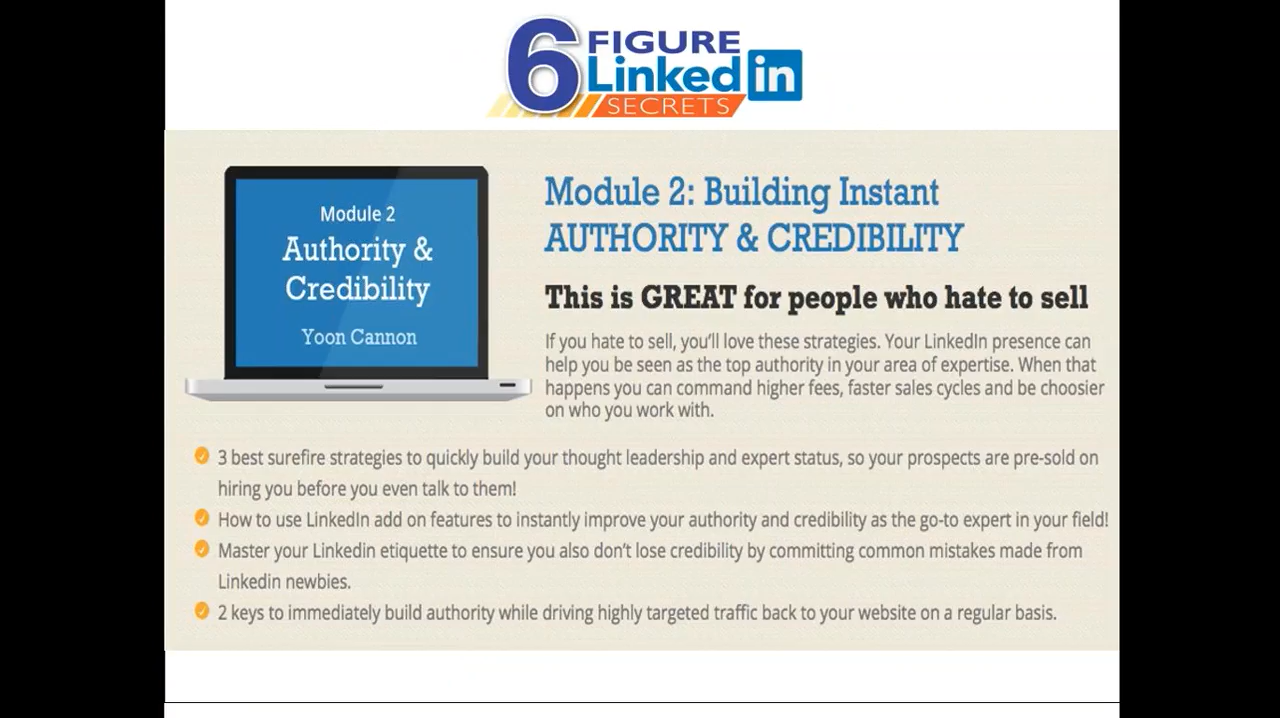 6 FIGURE
Linked in
SECRETS
Module 2
Authority &
Credibility
Yoon Cannon
Module 2: Building Instant
AUTHORITY & CREDIBILITY
This is GREAT for people who hate to sell
If you hate to sell, you’ll love these strategies. Your LinkedIn presence can
help you be seen as the top authority in your area of expertise. When that
happens you can command higher fees, faster sales cycles and be choosier
on who you work with.
3 best surefire strategies to quickly build your thought leadership and expert status, so your prospects are pre-sold on
hiring you before you even talk to them!
How to use LinkedIn add on features to instantly improve your authority and credibility as the go-to expert in your field!
Master your Linkedin etiquette to ensure you also don’t lose credibility by committing common mistakes made from
Linkedin newbies.
2 keys to immediately build authority while driving highly targeted traffic back to your website on a regular basis.